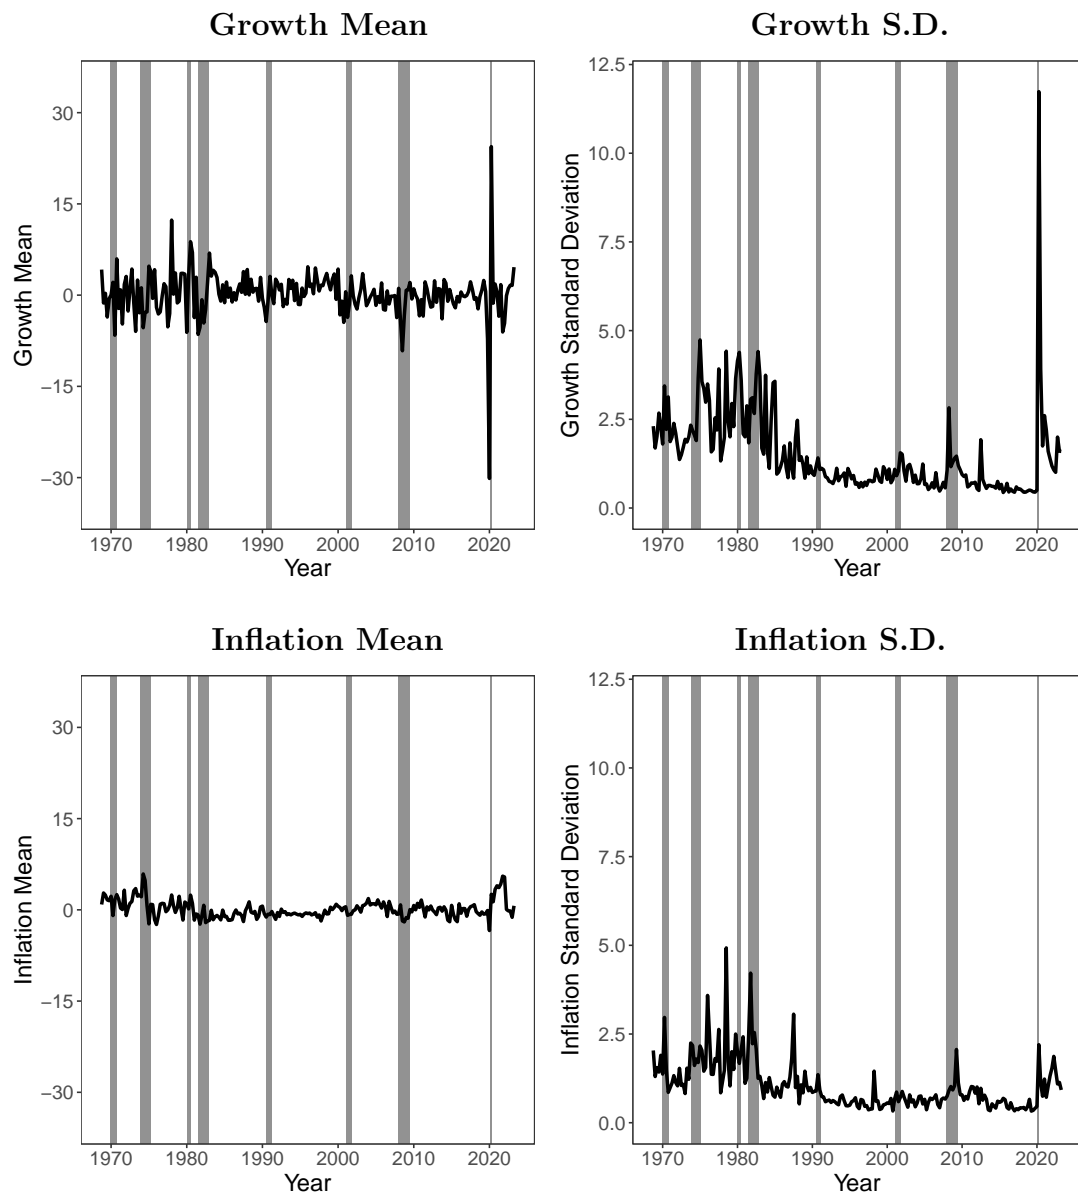 Growth Mean
Growth Mean
30
15
0
−15
−30
1970 1980 1990 2000 2010 2020
Year
Growth S.D.
Growth Standard Deviation
12.5
10.0
7.5
5.0
2.5
0.0
1970 1980 1990 2000 2010 2020
Year
Inflation Mean
Inflation Mean
30
15
0
−15
−30
1970 1980 1990 2000 2010 2020
Year
Inflation S.D.
Inflation Standard Deviation
12.5
10.0
7.5
5.0
2.5
0.0
1970 1980 1990 2000 2010 2020
Year